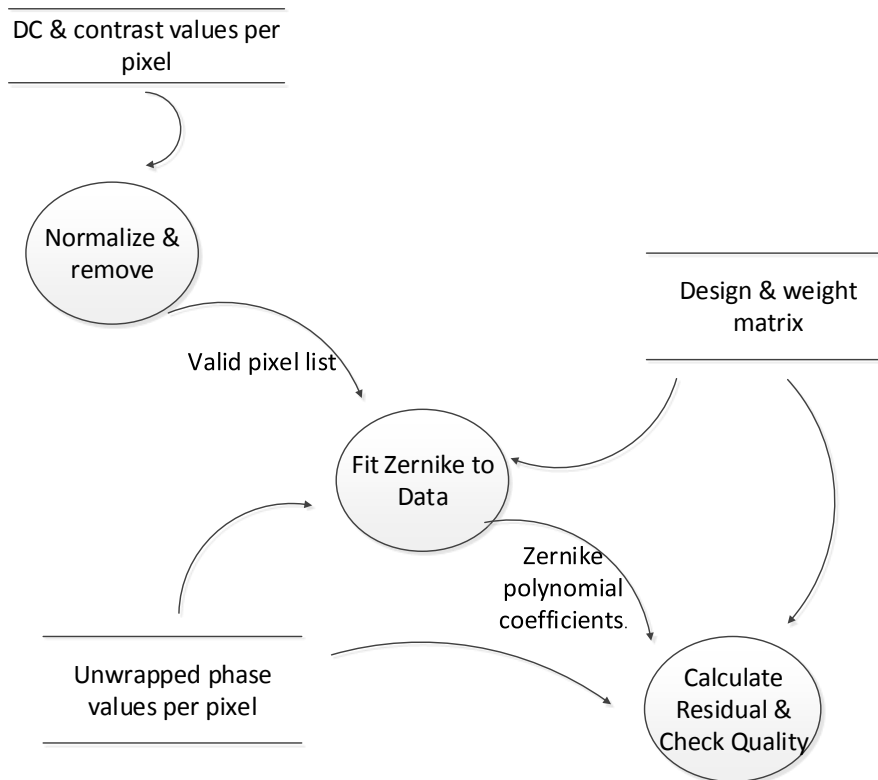 DC & contrast values per
pixel
Normalize &
remove
Design & weight
matrix
Valid pixel list
Fit Zernike to
Data
Zernike
polynomial
coefficients.
Unwrapped phase
values per pixel
Calculate
Residual &
Check Quality